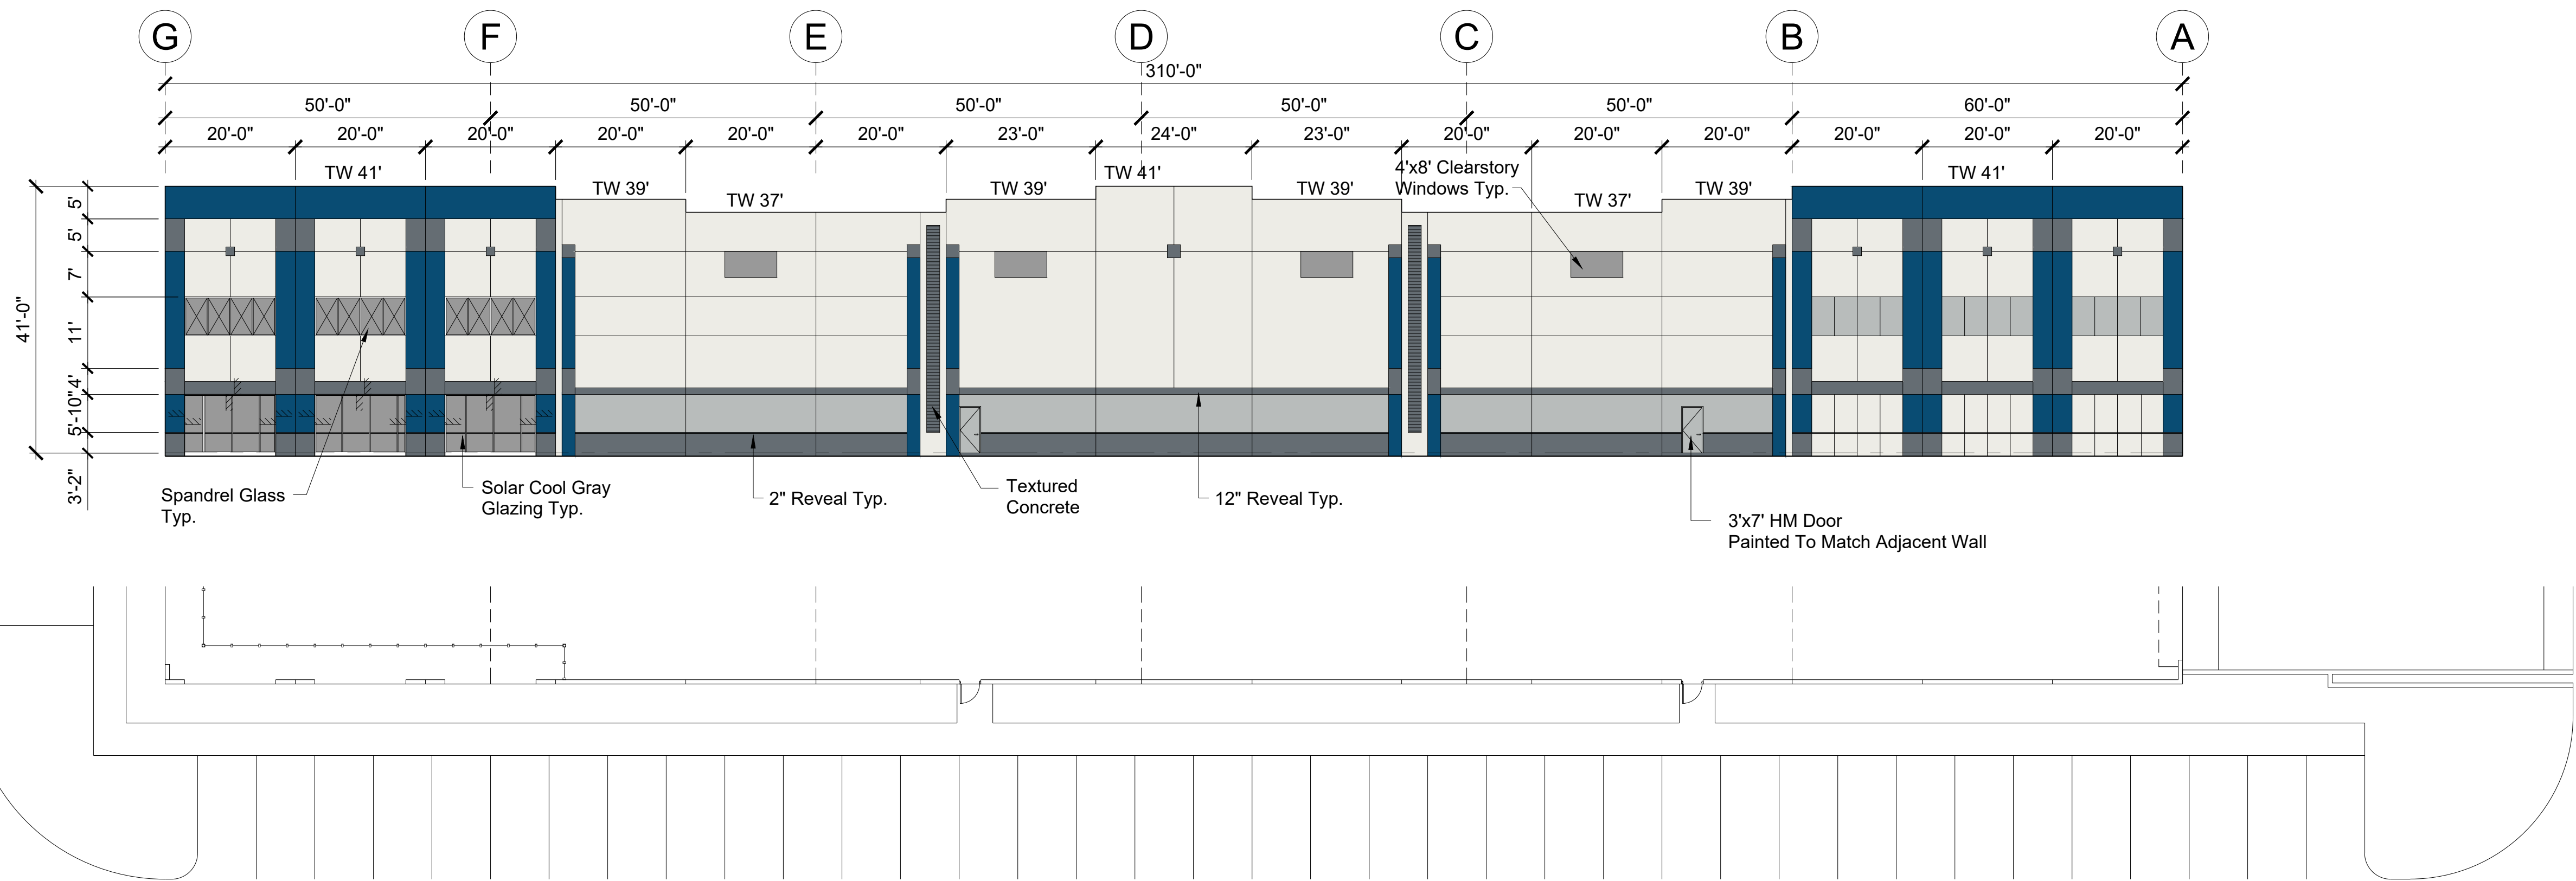 G F E D C B A
310'-0"
50'-0" 50'-0" 50'-0" 50'-0" 50'-0" 60'-0"
20'-0" 20'-0" 20'-0" 20'-0" 20'-0" 20'-0" 23'-0" 24'-0" 23'-0" 20'-0" 20'-0" 20'-0" 20'-0" 20'-0" 20'-0"
TW 41' TW 41' TW 41'
4'x8' Clearstory
Windows Typ.
TW 39' TW 39' TW 39' TW 39'
TW 37' TW 37'
41'-0"
5'
5'
7'
11'
4'
5'-10"
3'-2"
Spandrel Glass
Typ.
Solar Cool Gray
Glazing Typ.
2" Reveal Typ.
Textured
Concrete
12" Reveal Typ.
3'x7' HM Door
Painted To Match Adjacent Wall